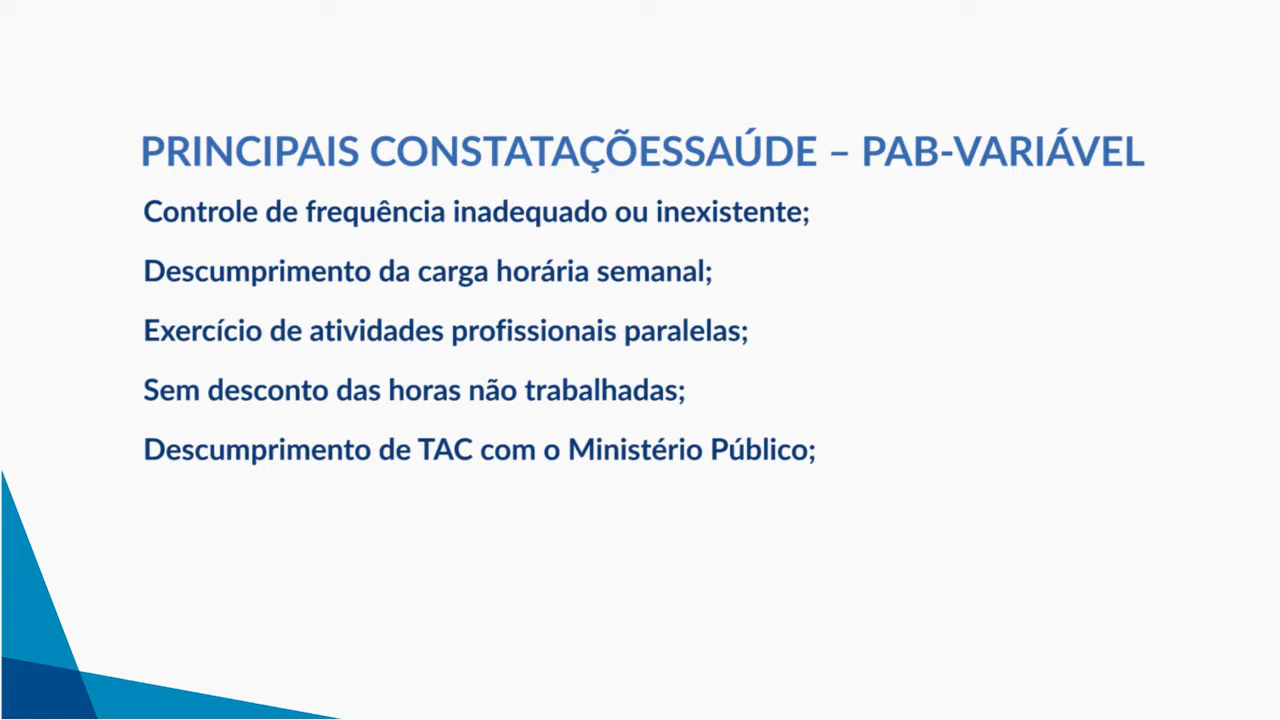 PRINCIPAIS CONSTATAÇÕESSAÚDE – PAB-VARIÁVEL
Controle de frequência inadequado ou inexistente;
Descumprimento da carga horária semanal;
Exercício de atividades profissionais paralelas;
Sem desconto das horas não trabalhadas;
Descumprimento de TAC com o Ministério Público;